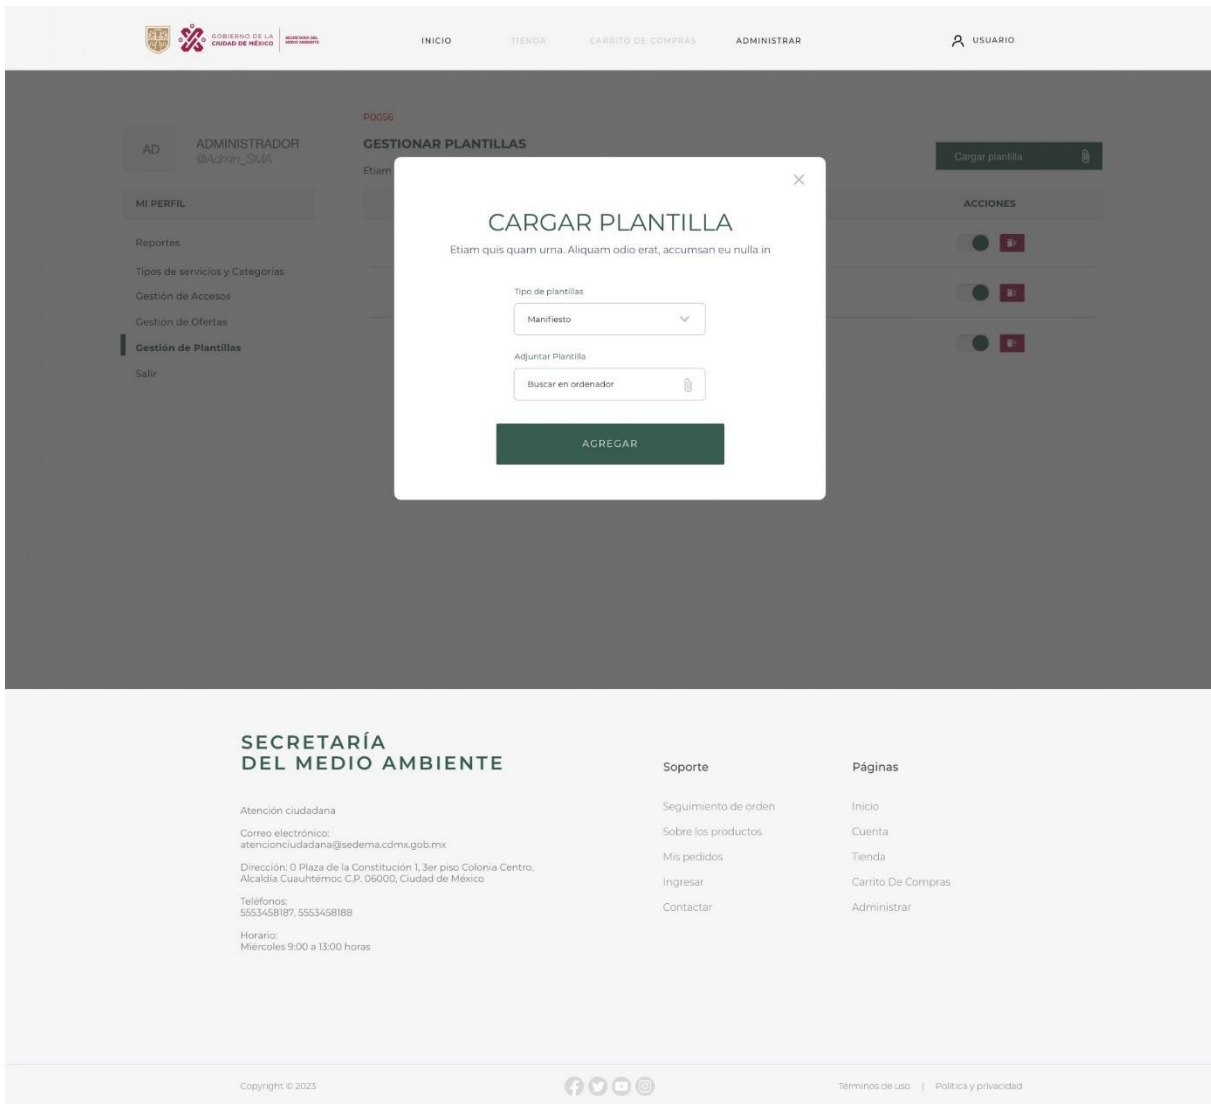 GOBIERNO DE LA
CIUDAD DE MÉXICO
SECRETARÍA DEL
MEDIO AMBIENTE
INICIO
TIENDA
CARRITO DE COMPRAS
ADMINISTRAR
USUARIO
AD
ADMINISTRADOR
@Admin_SMA
MI PERFIL
Reportes
Tipos de servicios y Categorías
Gestión de Accesos
Gestión de Ofertas
Gestión de Plantillas
Salir
P0056
GESTIONAR PLANTILLAS
Etiam
Cargar plantilla
ACCIONES
CARGAR PLANTILLA
Etiam quis quam urna. Aliquam odio erat, accumsan eu nulla in
Tipo de plantillas
Manifiesto
Adjuntar Plantilla
Buscar en ordenador
AGREGAR
SECRETARÍA
DEL MEDIO AMBIENTE
Atención ciudadana
Correo electrónico:
atencionciudadana@sedema.cdmx.gob.mx
Dirección: 0 Plaza de la Constitución 1, 3er piso Colonia Centro,
Alcaldía Cuauhtémoc C.P. 06000, Ciudad de México
Teléfonos:
5553458187, 5553458188
Horario:
Miércoles 9:00 a 13:00 horas
Soporte
Seguimiento de orden
Sobre los productos
Mis pedidos
Ingresar
Contactar
Páginas
Inicio
Cuenta
Tienda
Carrito De Compras
Administrar
Copyright © 2023
Términos de uso | Política y privacidad